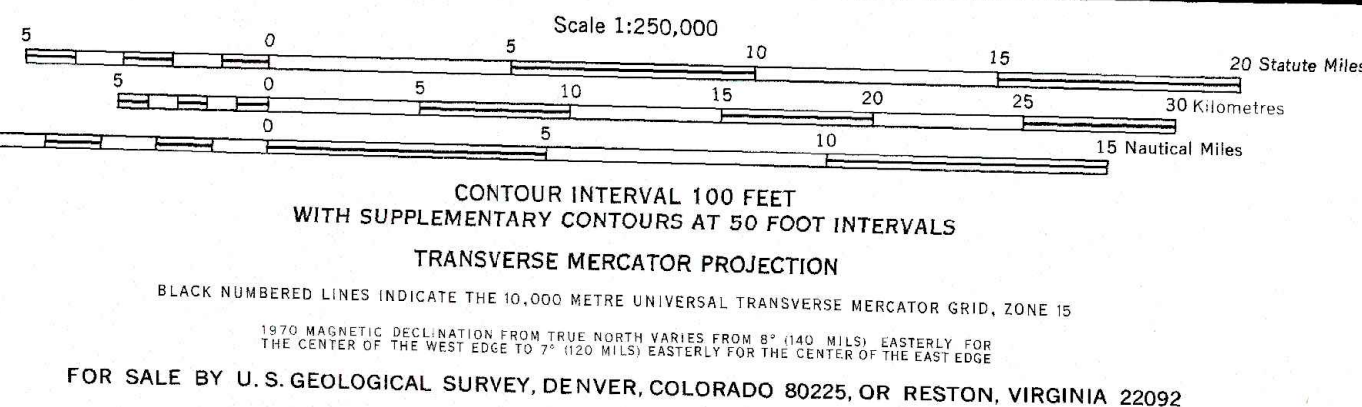 Scale 1:250,000
5 0 5 10 15 20 Statute Miles
5 0 5 10 15 20 25 30 Kilometres
0 5 10 15 Nautical Miles
CONTOUR INTERVAL 100 FEET
WITH SUPPLEMENTARY CONTOURS AT 50 FOOT INTERVALS
TRANSVERSE MERCATOR PROJECTION
BLACK NUMBERED LINES INDICATE THE 10,000 METRE UNIVERSAL TRANSVERSE MERCATOR GRID, ZONE 15
1970 MAGNETIC DECLINATION FROM TRUE NORTH VARIES FROM 8° (140 MILS) EASTERLY FOR
THE CENTER OF THE WEST EDGE TO 7° (120 MILS) EASTERLY FOR THE CENTER OF THE EAST EDGE
FOR SALE BY U. S. GEOLOGICAL SURVEY, DENVER, COLORADO 80225, OR RESTON, VIRGINIA 22092